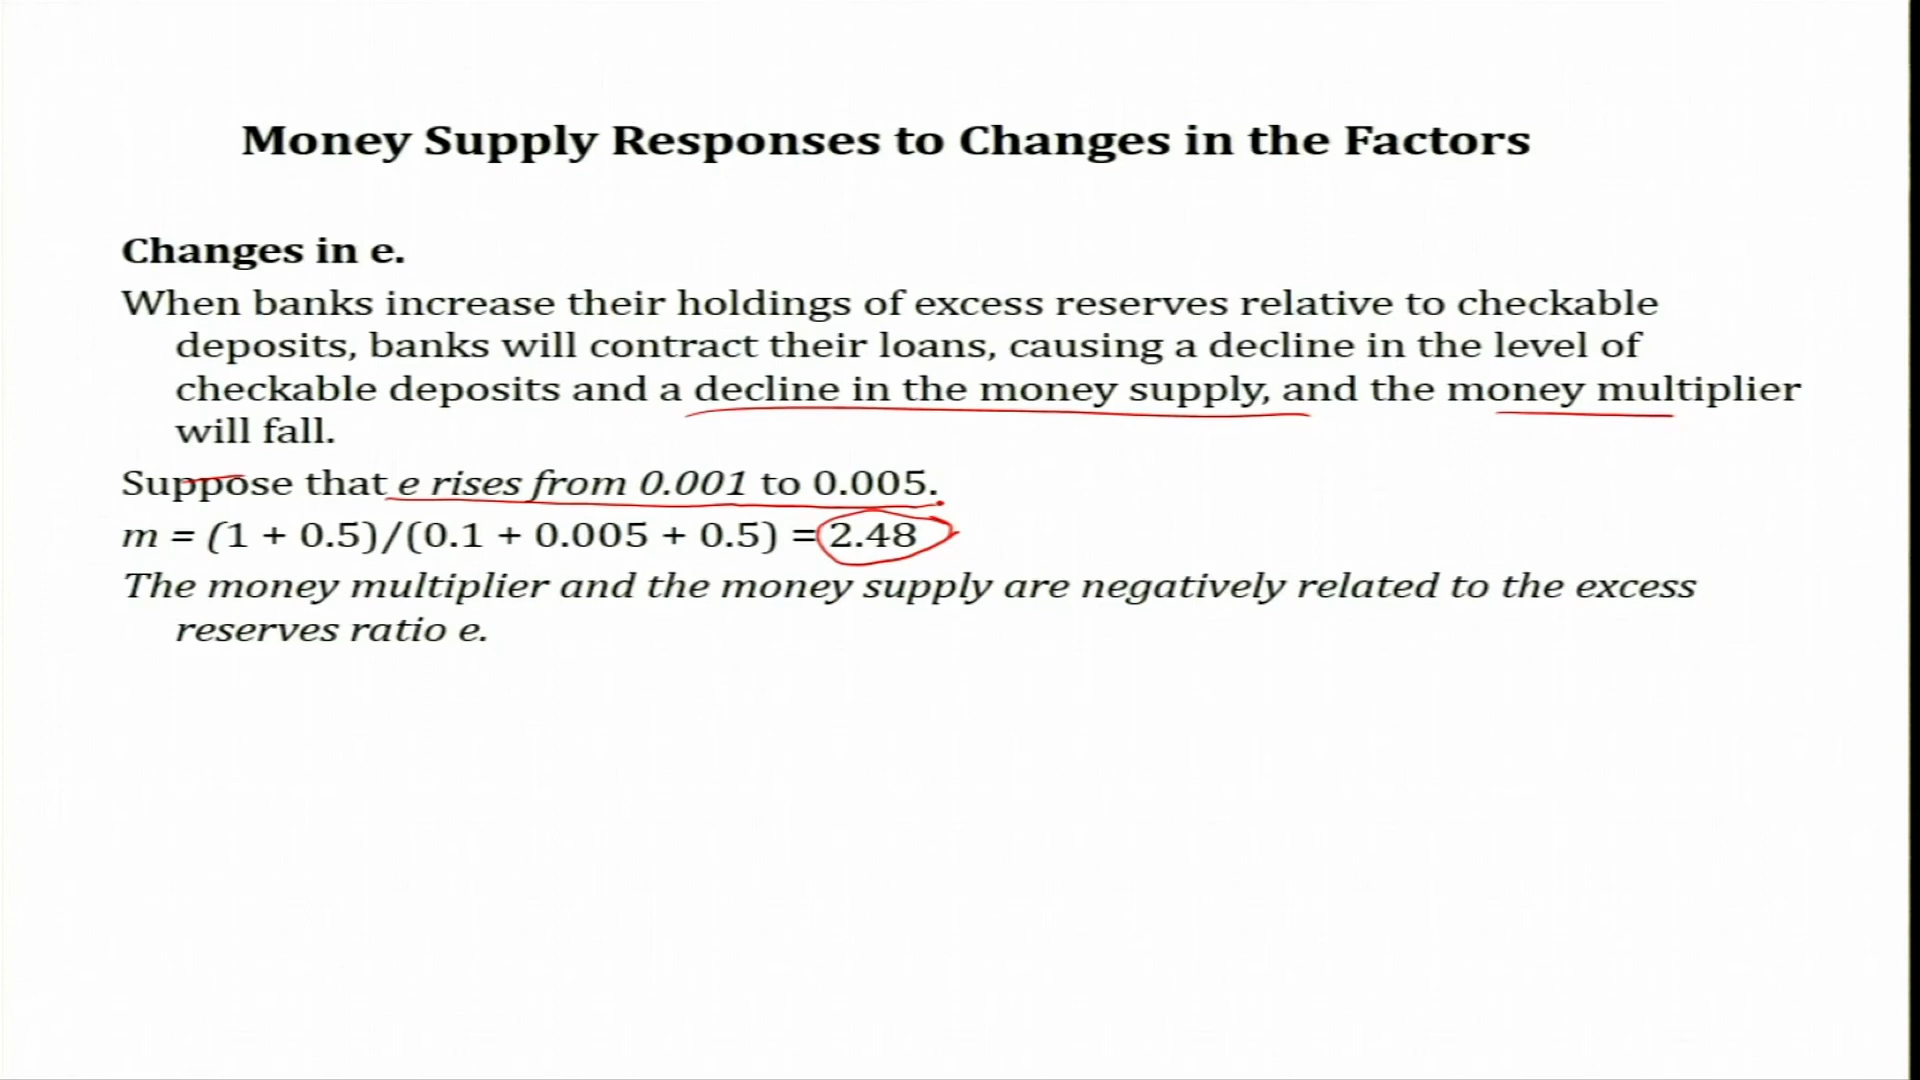 Money Supply Responses to Changes in the Factors
Changes in e.
When banks increase their holdings of excess reserves relative to checkable
deposits, banks will contract their loans, causing a decline in the level of
checkable deposits and a decline in the money supply, and the money multiplier
will fall.
Suppose that e rises from 0.001 to 0.005.
m = (1 + 0.5)/(0.1 + 0.005 + 0.5) = 2.48
The money multiplier and the money supply are negatively related to the excess
reserves ratio e.